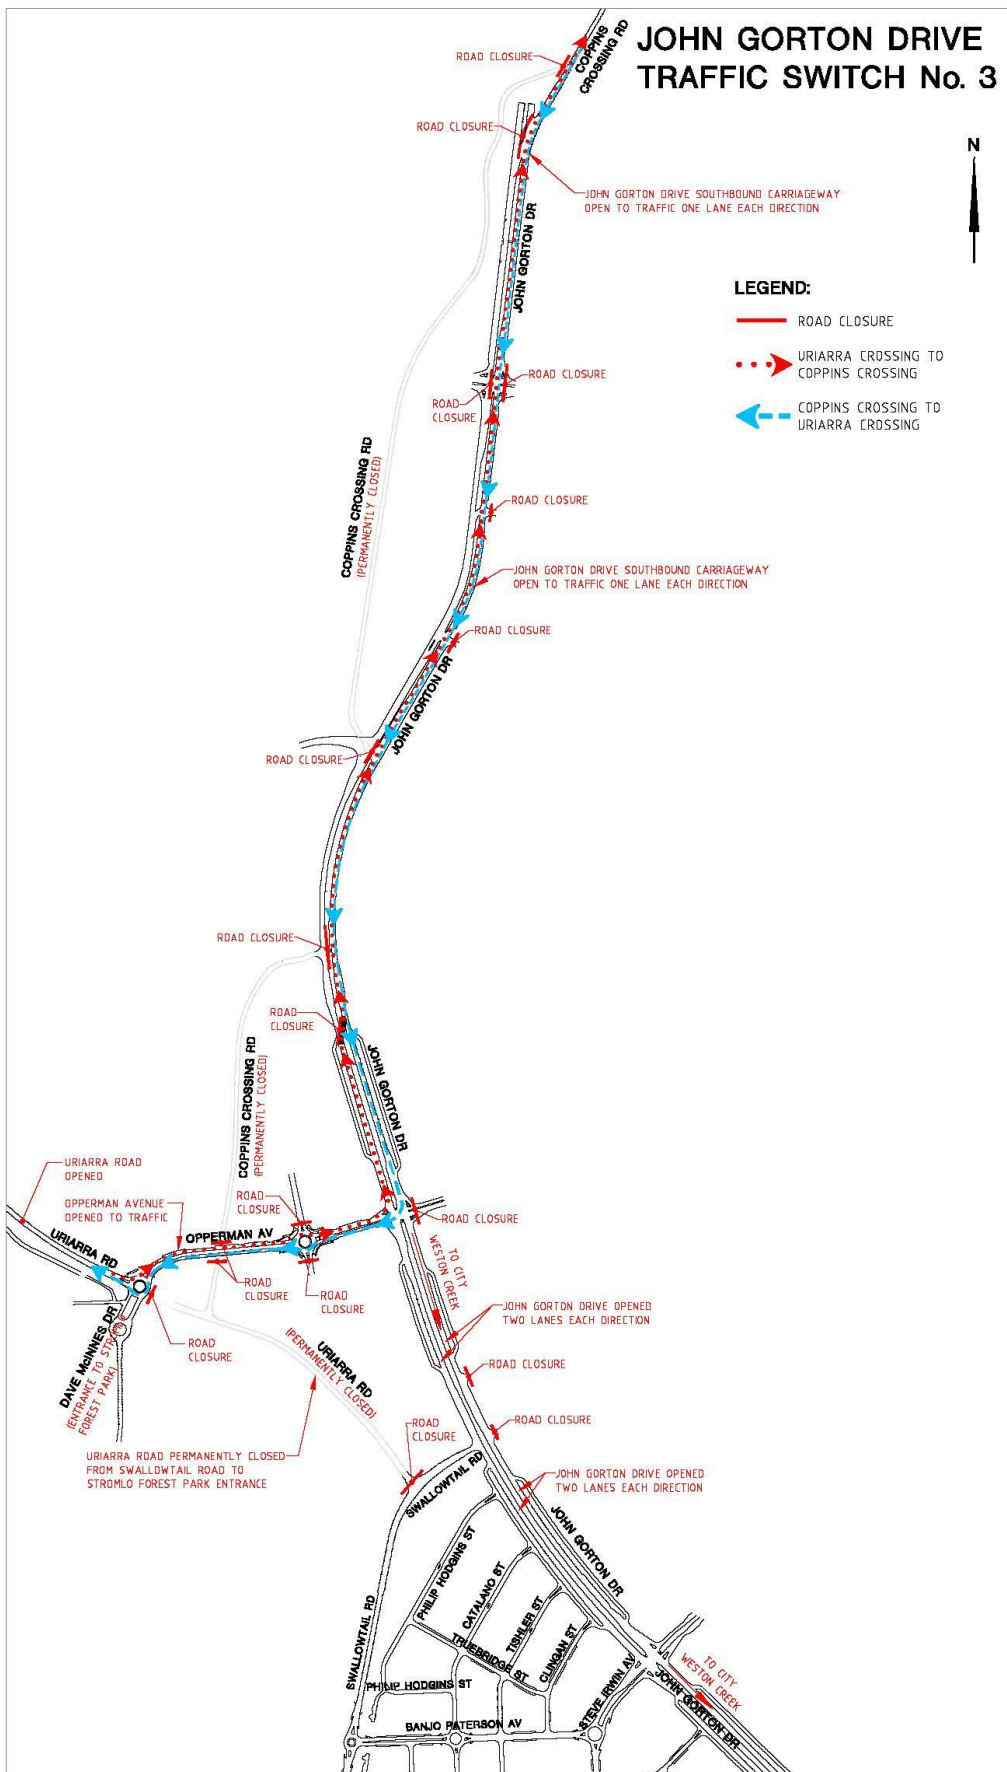 JOHN GORTON DRIVE
TRAFFIC SWITCH No. 3
COPPINS
CROSSING RD
ROAD CLOSURE
ROAD CLOSURE
N
JOHN GORTON DRIVE SOUTHBOUND CARRIAGEWAY
OPEN TO TRAFFIC ONE LANE EACH DIRECTION
JOHN GORTON DR
LEGEND:
ROAD CLOSURE
URIARRA CROSSING TO
COPPINS CROSSING
COPPINS CROSSING TO
URIARRA CROSSING
ROAD CLOSURE
ROAD
CLOSURE
COPPINS CROSSING RD
(PERMANENTLY CLOSED)
ROAD CLOSURE
JOHN GORTON DRIVE SOUTHBOUND CARRIAGEWAY
OPEN TO TRAFFIC ONE LANE EACH DIRECTION
ROAD CLOSURE
JOHN GORTON DR
ROAD CLOSURE
ROAD CLOSURE
ROAD
CLOSURE
COPPINS CROSSING RD
(PERMANENTLY CLOSED)
JOHN GORTON DR
URIARRA ROAD
OPENED
OPPERMAN AVENUE
OPENED TO TRAFFIC
ROAD
CLOSURE
ROAD CLOSURE
URIARRA RD
OPPERMAN AV
TO CITY
WESTON CREEK
ROAD
CLOSURE
ROAD
CLOSURE
JOHN GORTON DRIVE OPENED
TWO LANES EACH DIRECTION
ROAD
CLOSURE
DAVE McINNES DR
(ENTRANCE TO STROMLO
FOREST PARK)
URIARRA RD
(PERMANENTLY CLOSED)
ROAD CLOSURE
ROAD
CLOSURE
ROAD CLOSURE
URIARRA ROAD PERMANENTLY CLOSED
FROM SWALLOWTAIL ROAD TO
STROMLO FOREST PARK ENTRANCE
SWALLOWTAIL RD
JOHN GORTON DRIVE OPENED
TWO LANES EACH DIRECTION
JOHN GORTON DR
PHILIP HODGINS ST
CATALANO ST
TISHLER ST
CLINGAN ST
TRUEBRIDGE ST
SWALLOWTAIL RD
PHILIP HODGINS ST
STEVE IRWIN AV
BANJO PATERSON AV
TO CITY
WESTON CREEK
JOHN GORTON DR